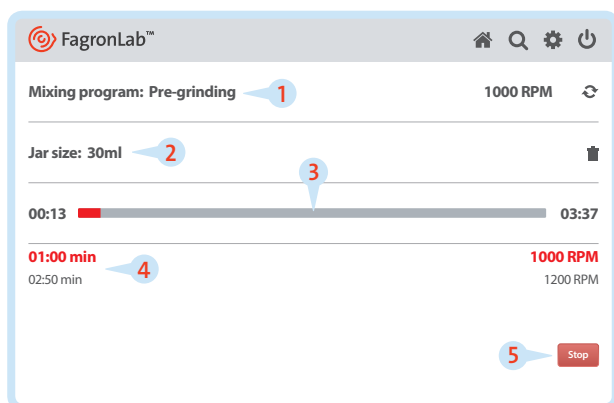 FagronLab™
Mixing program: Pre-grinding 1 1000 RPM
Jar size: 30ml 2
3
00:13 03:37
01:00 min 1000 RPM
4
02:50 min 1200 RPM
5 Stop